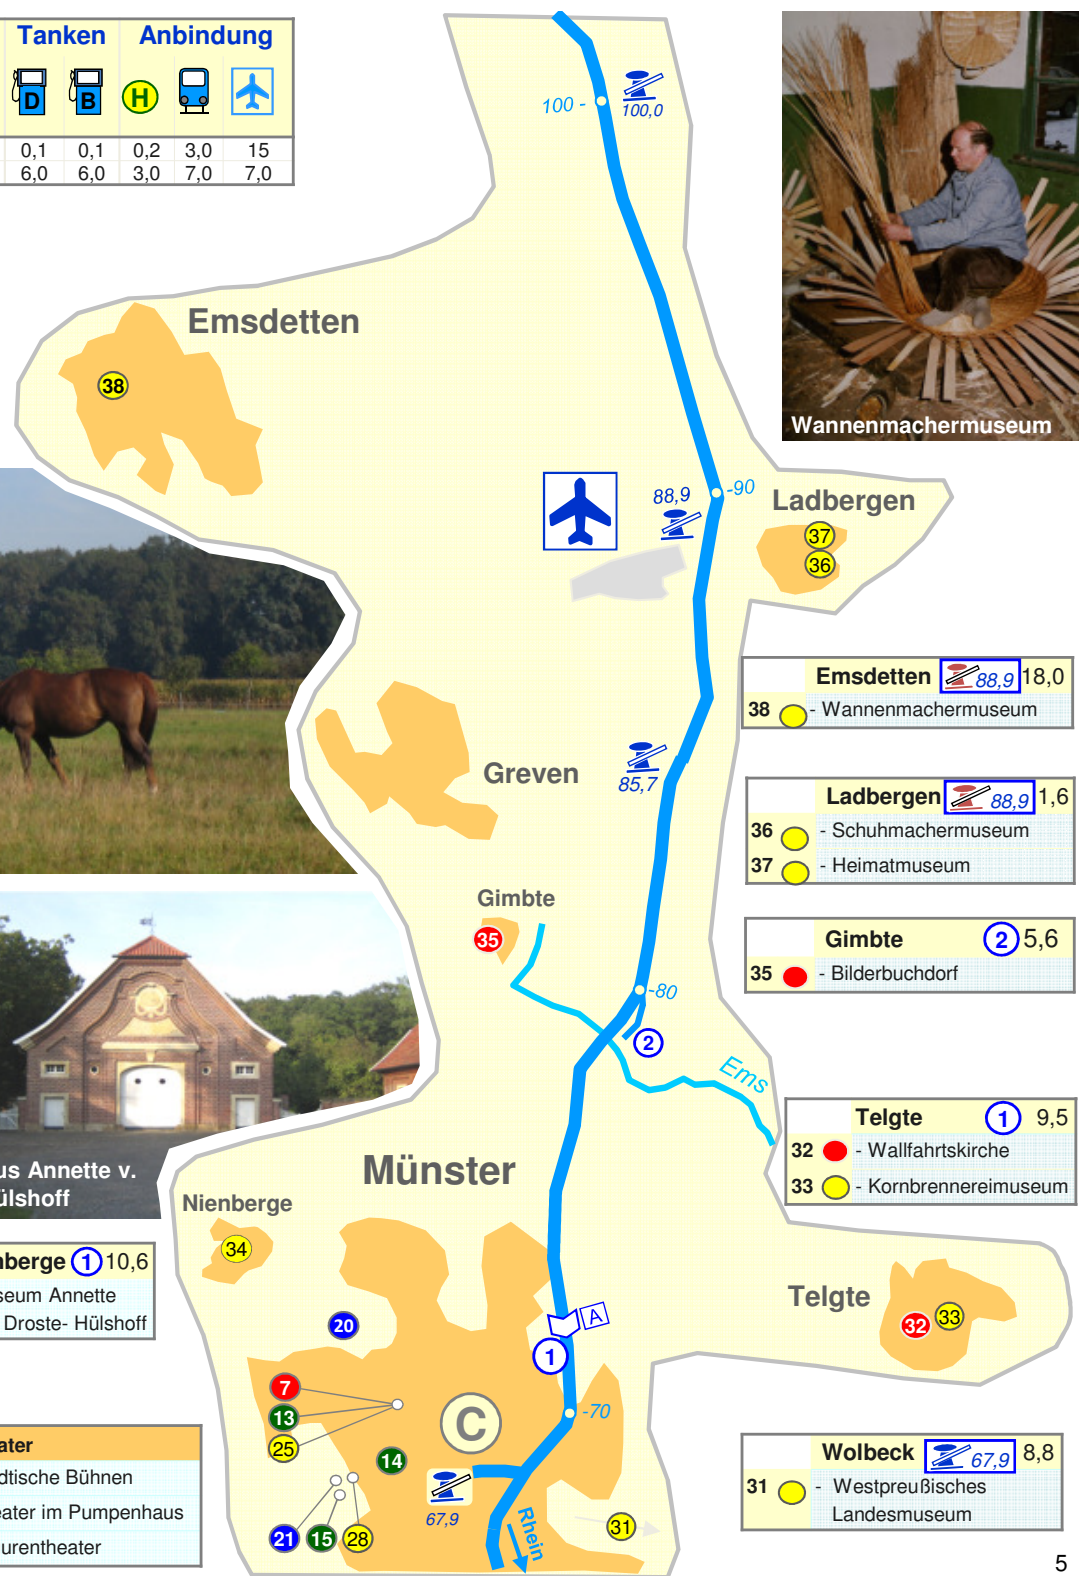 Tanken Anbindung
D B H
0,1 0,1 0,2 3,0 15
6,0 6,0 3,0 7,0 7,0
100 -
100,0
Wannenmachermuseum
Emsdetten
38
88,9
-90
Ladbergen
37
36
Emsdetten 88,9 18,0
38 - Wannenmachermuseum
Greven
85,7
Ladbergen 88,9 1,6
36 - Schuhmachermuseum
37 - Heimatmuseum
Gimbte
35
Gimbte 2 5,6
35 - Bilderbuchdorf
-80
2
Ems
Telgte 1 9,5
32 - Wallfahrtskirche
33 - Kornbrennereimuseum
us Annette v.
ülshoff
Münster
Nienberge
34
berge 1 10,6
seum Annette
Droste- Hülshoff
Telgte
32 33
20
A
1
7
13
25
C
-70
14
67,9
21 15 28
Rhein
31
ater
dtische Bühnen
eater im Pumpenhaus
urentheater
Wolbeck 67,9 8,8
31 - Westpreußisches
Landesmuseum
5